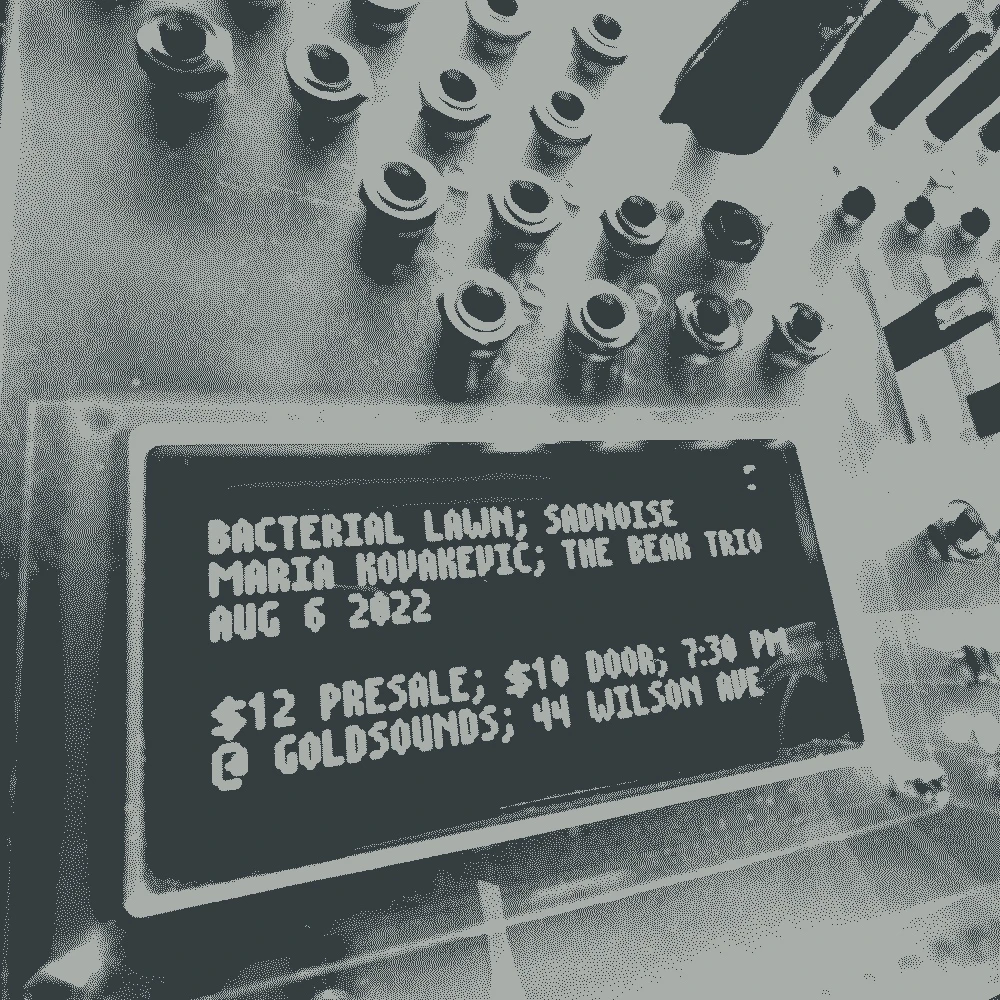 BACTERIAL LAWN; SADNOISE
MARIA KOVAKEVIĆ; THE BEAK TRIO
AUG 6 2022
$12 PRESALE; $10 DOOR; 7:30 PM
@ GOLDSOUNDS; 44 WILSON AVE